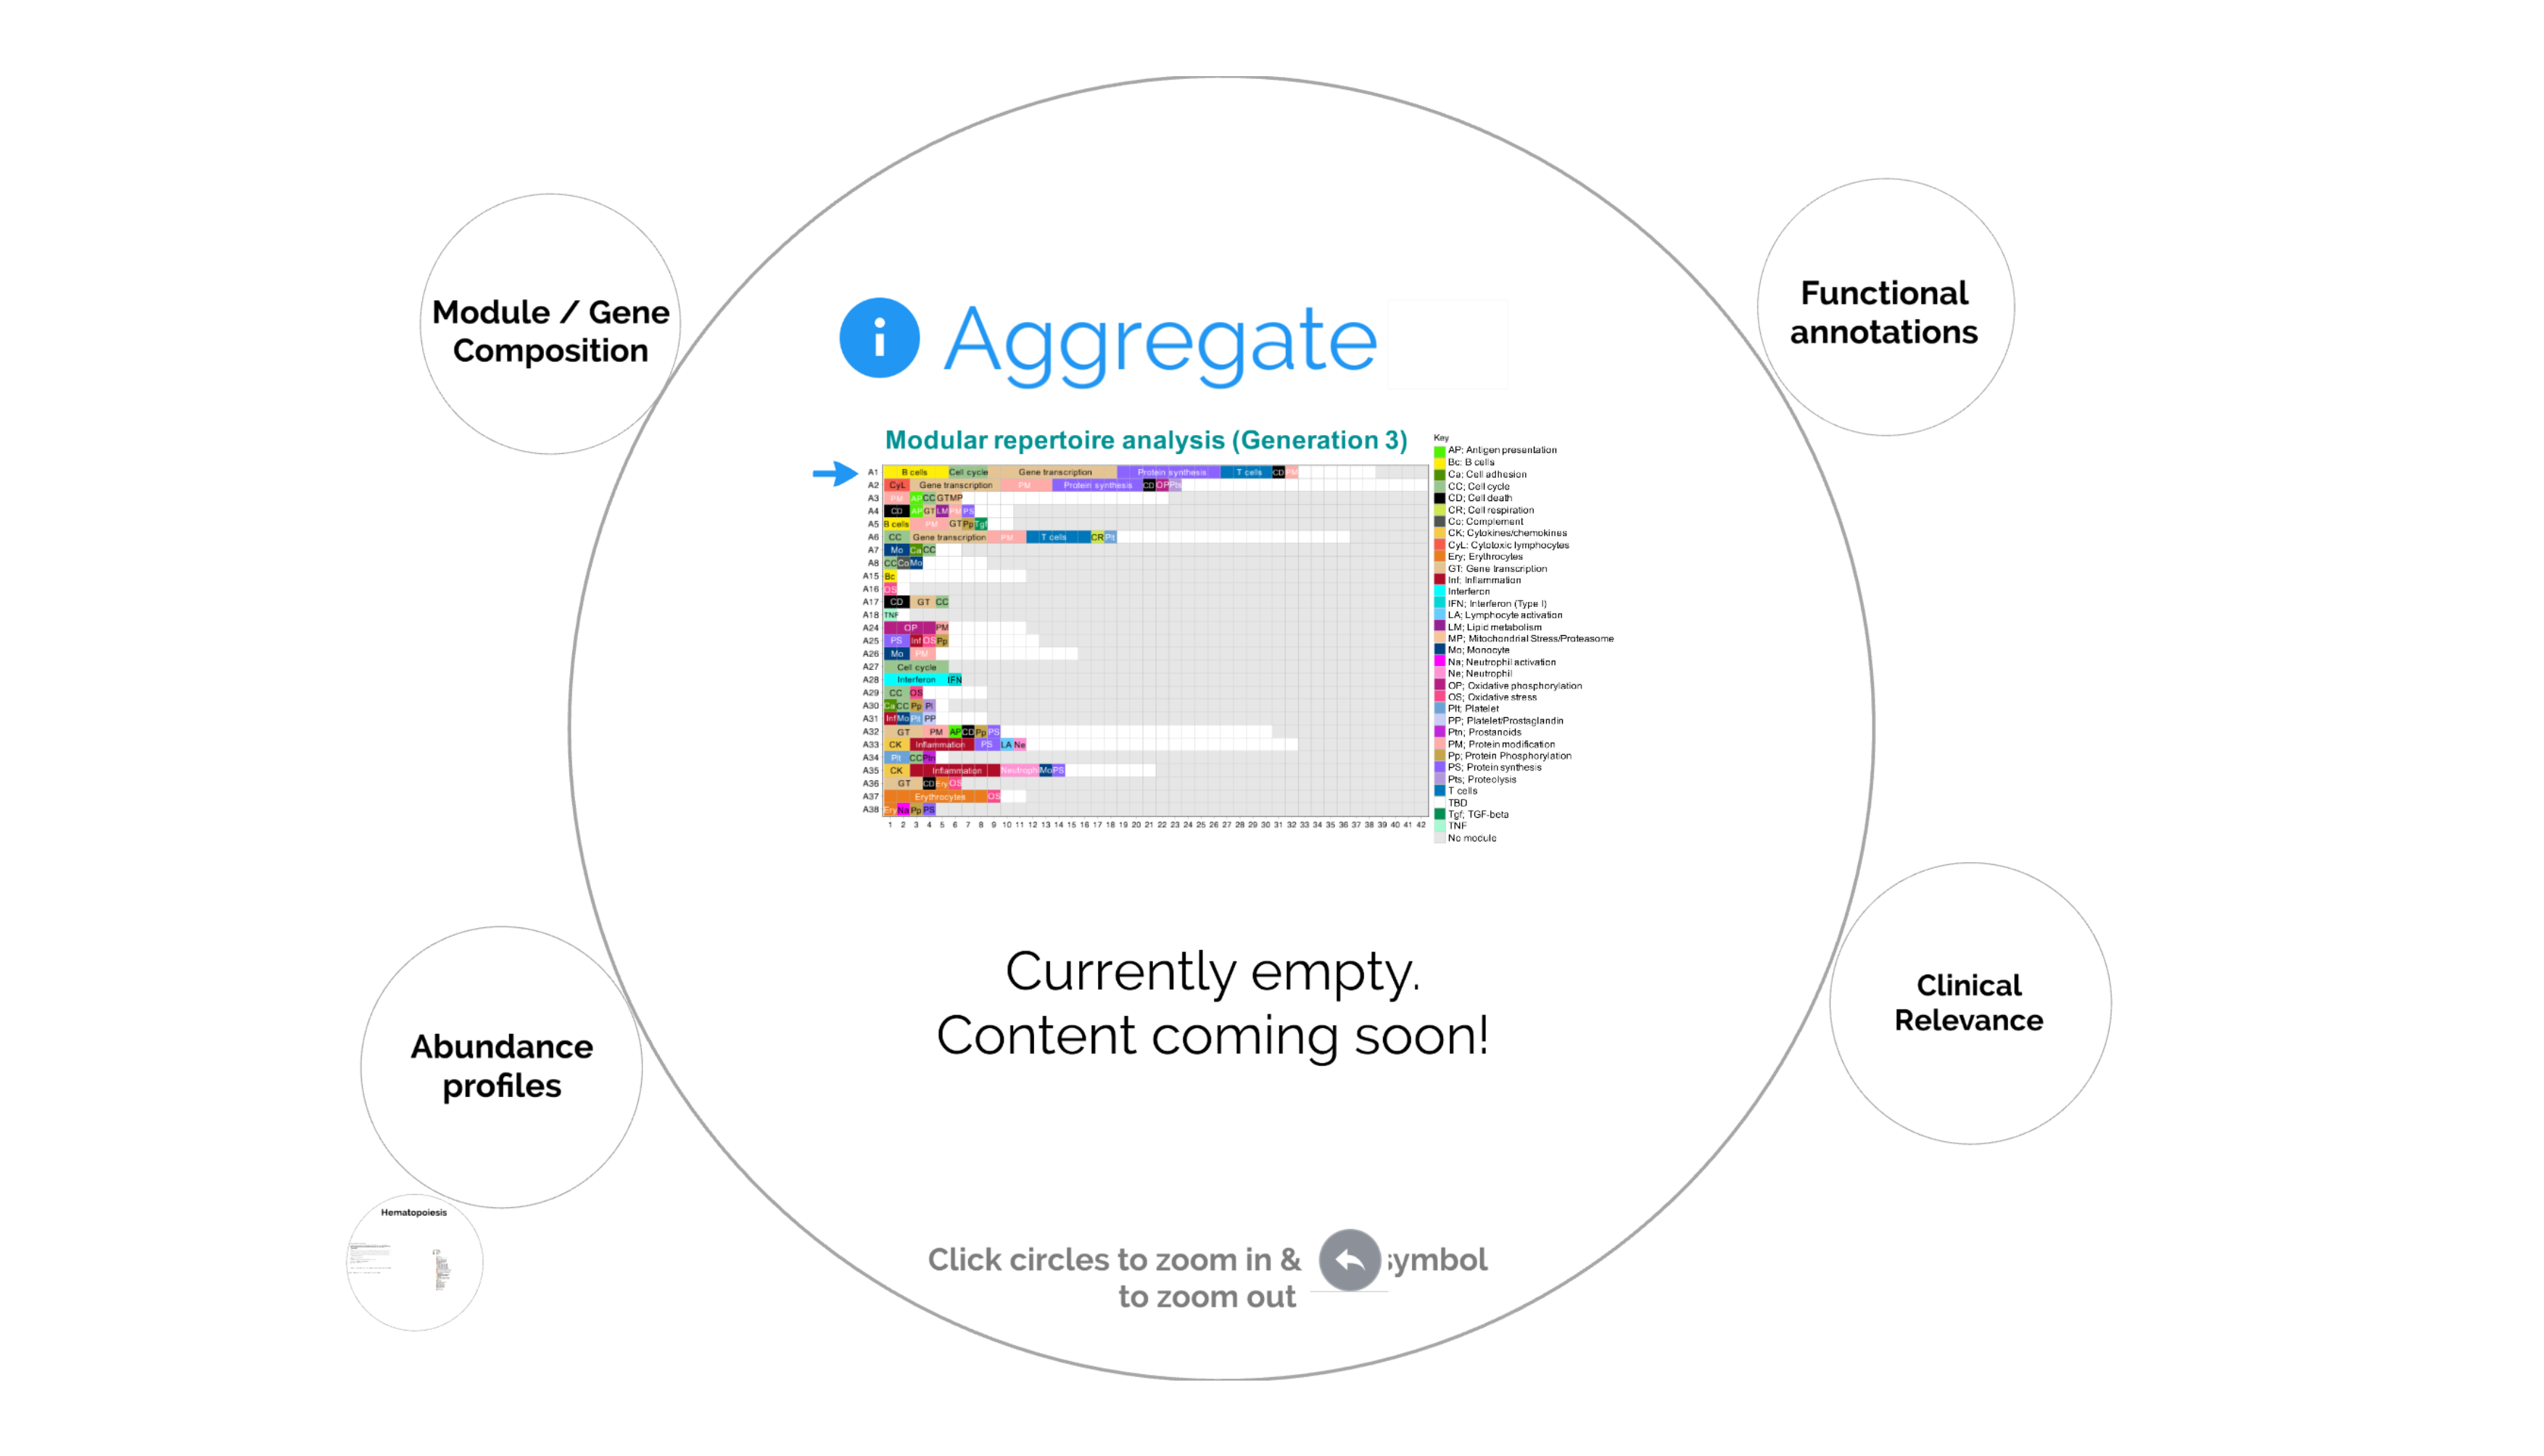 Module / Gene
Composition
Functional
annotations
i Aggregate
Modular repertoire analysis (Generation 3)
A1 B cells Cell cycle Gene transcription Protein synthesis T cells CD PM
A2 CyL Gene transcription PM Protein synthesis CD OP Pts
A3 PM AP CC GT MP
A4 CD AP GT LM PM PS
A5 B cells PM GT Pp Tgf
A6 CC Gene transcription PM T cells CR Plt
A7 Mo Ca CC
A8 CC Co Mo
A15 Bc
A16 OS
A17 CD GT CC
A18 TNF
A24 OP PM
A25 PS Inf OS Pp
A26 Mo PM
A27 Cell cycle
A28 Interferon IFN
A29 CC OS
A30 Ca CC Pp Pl
A31 Inf Mo Plt PP
A32 GT PM AP CD Pp PS
A33 CK Inflammation PS LA Ne
A34 Plt CC Ptn
A35 CK Inflammation Neutroph Mo PS
A36 GT CD Ery OS
A37 Erythrocytes OS
A38 Ery Na Pp PS
1 2 3 4 5 6 7 8 9 10 11 12 13 14 15 16 17 18 19 20 21 22 23 24 25 26 27 28 29 30 31 32 33 34 35 36 37 38 39 40 41 42
Key
AP; Antigen presentation
Bc; B cells
Ca; Cell adhesion
CC; Cell cycle
CD; Cell death
CR; Cell respiration
Co; Complement
CK; Cytokines/chemokines
CyL; Cytotoxic lymphocytes
Ery; Erythrocytes
GT; Gene transcription
Inf; Inflammation
Interferon
IFN; Interferon (Type I)
LA; Lymphocyte activation
LM; Lipid metabolism
MP; Mitochondrial Stress/Proteasome
Mo; Monocyte
Na; Neutrophil activation
Ne; Neutrophil
OP; Oxidative phosphorylation
OS; Oxidative stress
Plt; Platelet
PP; Platelet/Prostaglandin
Ptn; Prostanoids
PM; Protein modification
Pp; Protein Phosphorylation
PS; Protein synthesis
Pts; Proteolysis
T cells
TBD
Tgf; TGF-beta
TNF
No module
Currently empty.
Content coming soon!
Abundance
profiles
Clinical
Relevance
Hematopoiesis
Click circles to zoom in & symbol
to zoom out